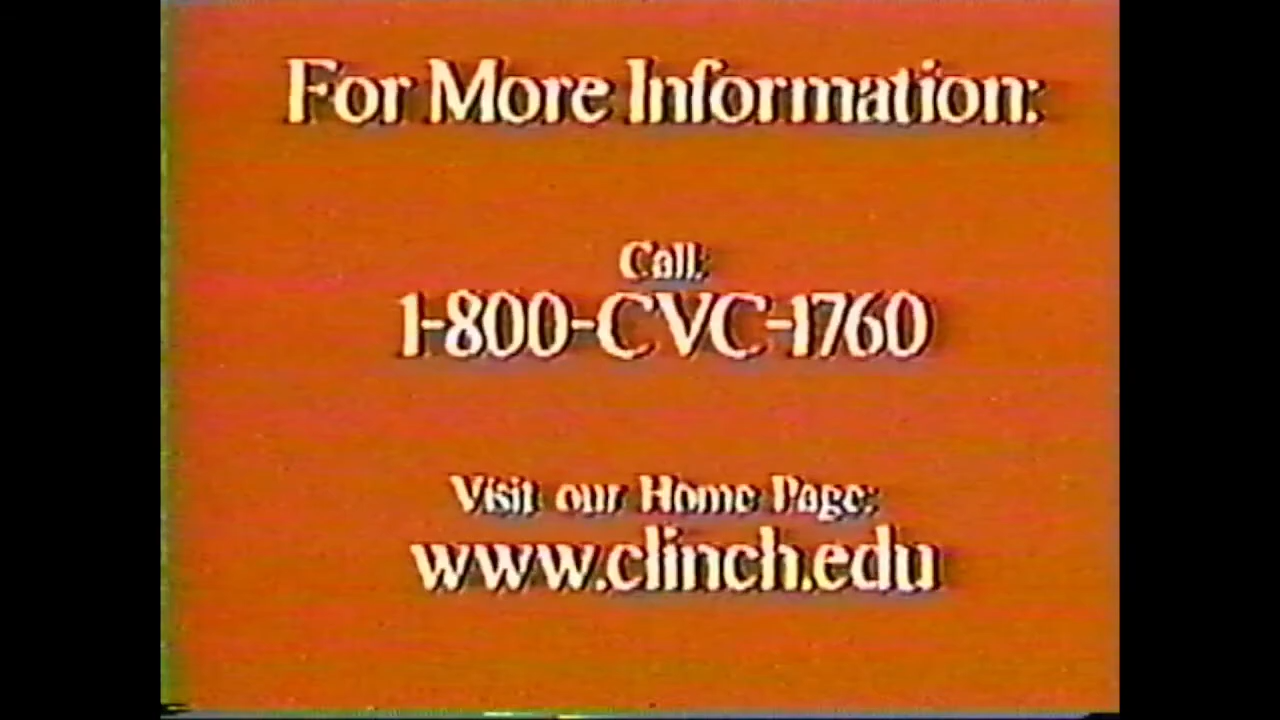 For More Information:
Call:
1-800-CVC-1760
Visit our Home Page:
www.clinch.edu